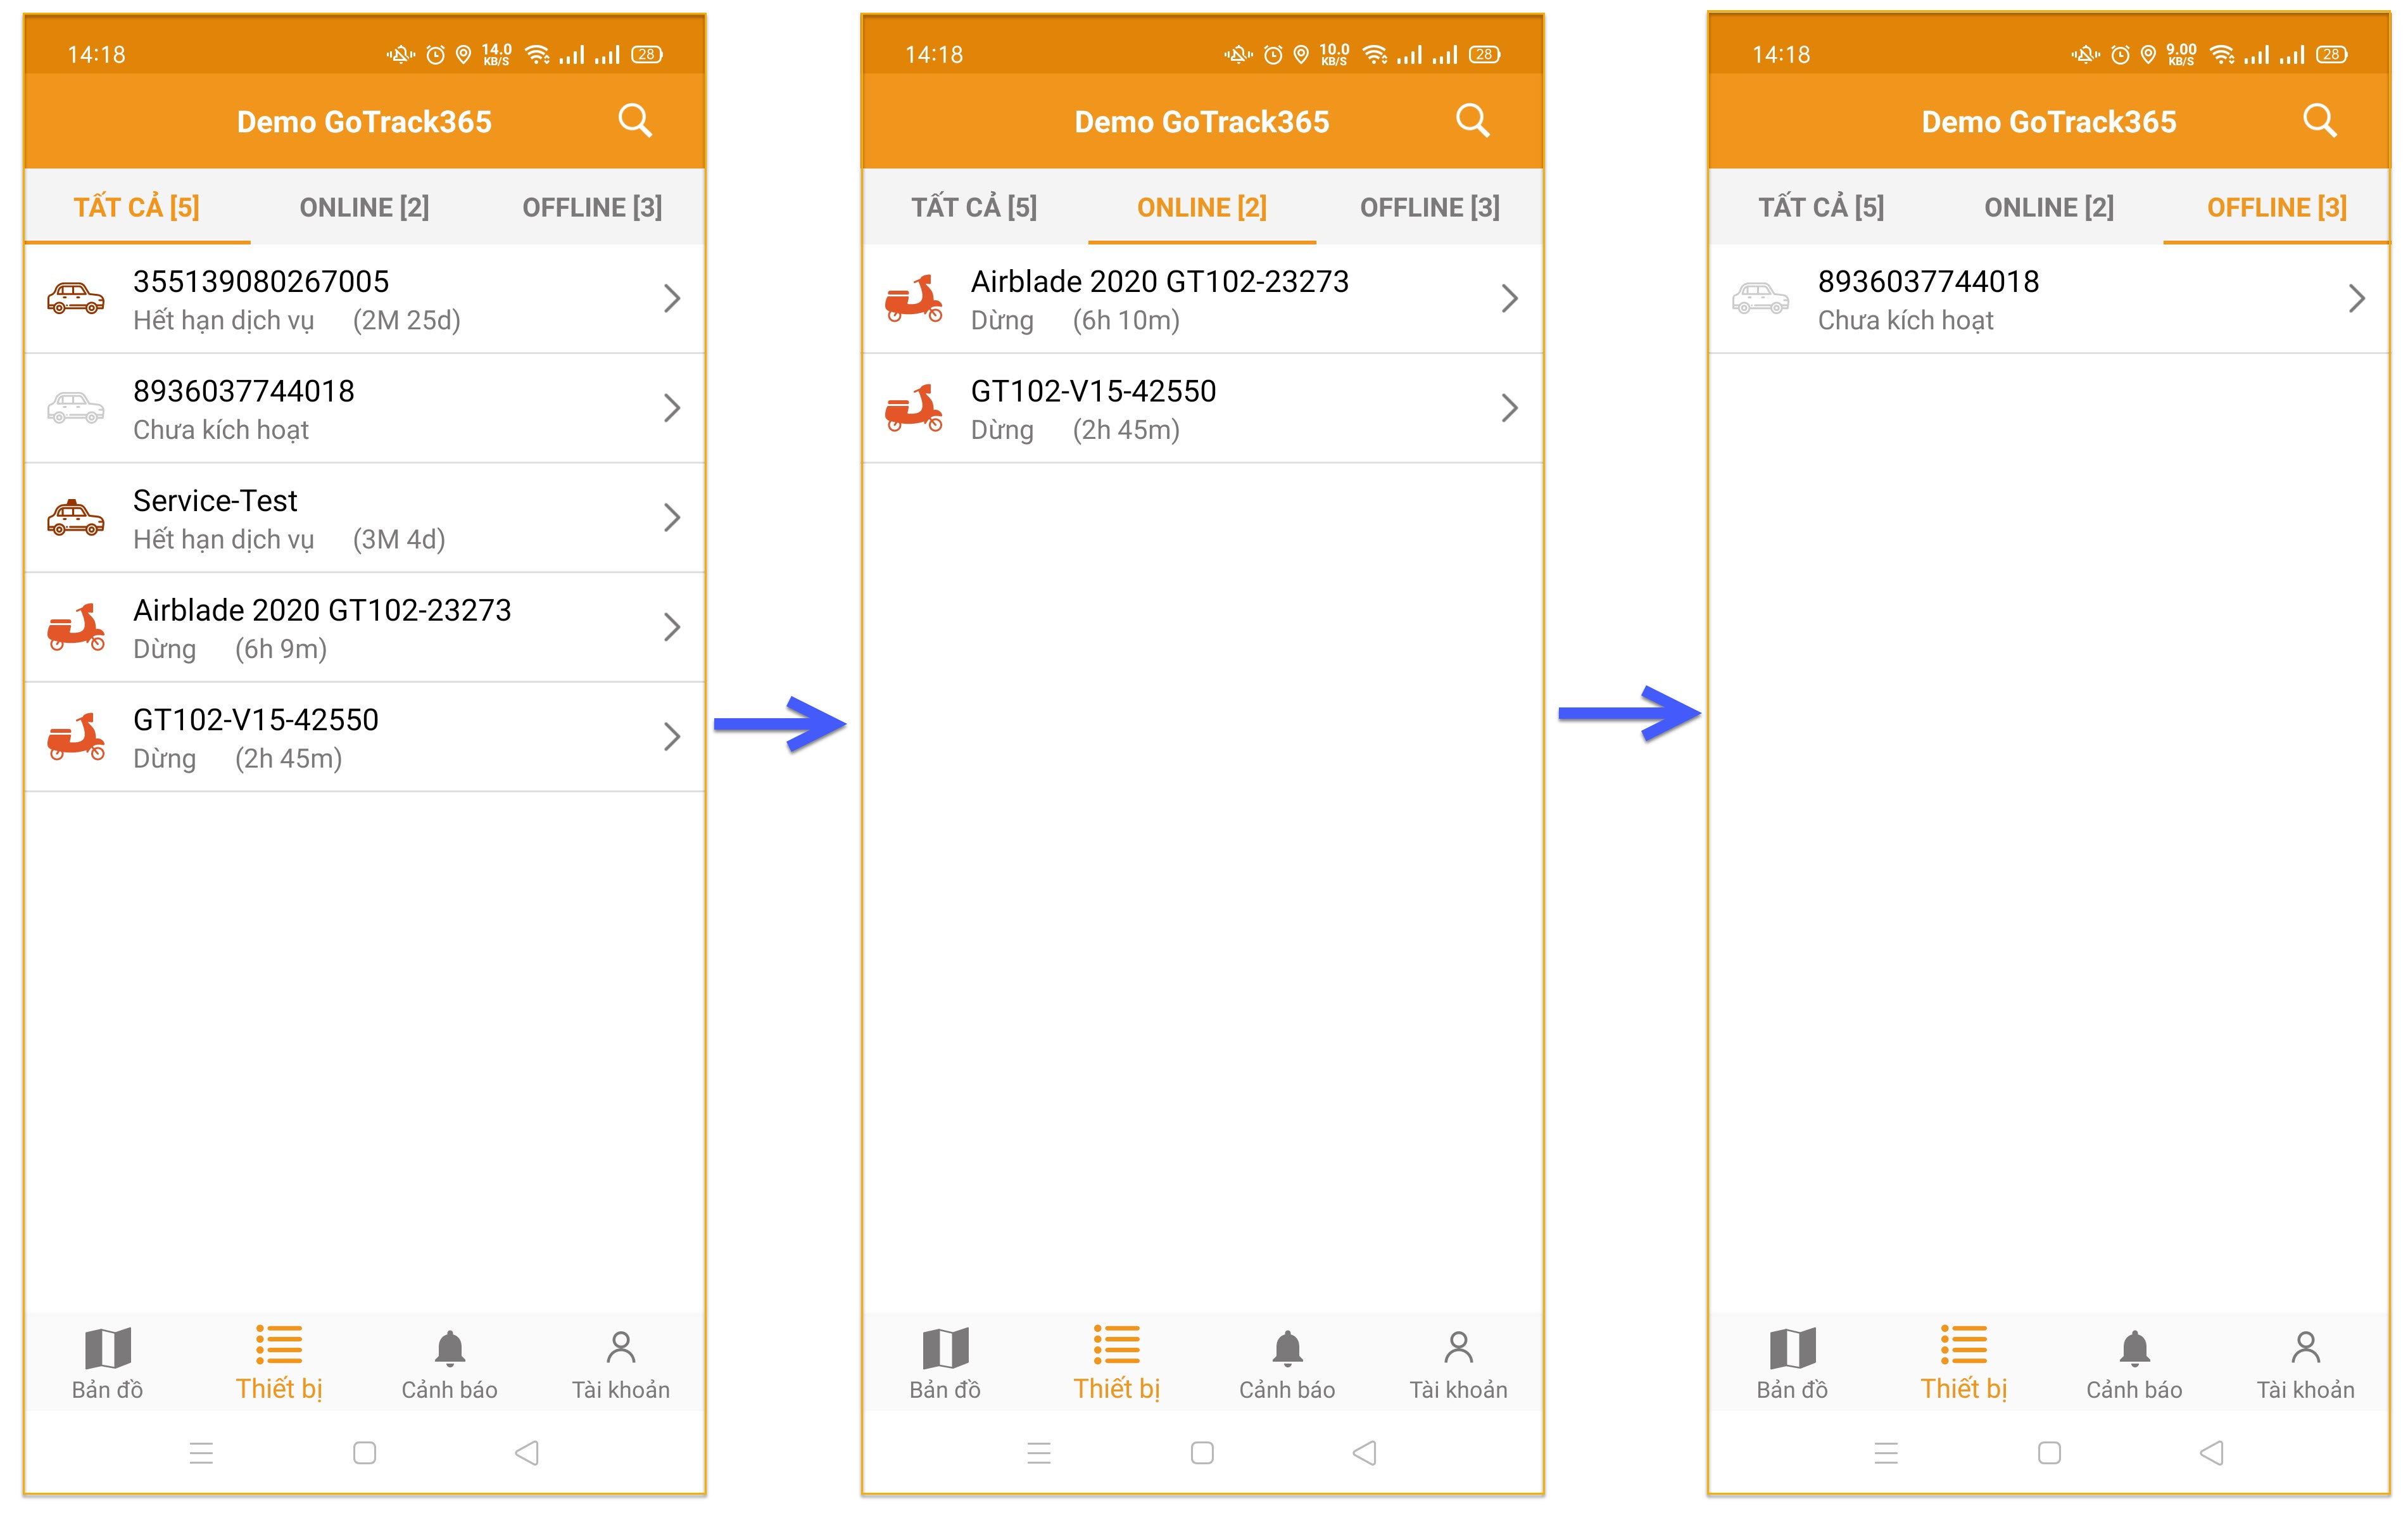 14:18 14.0 KB/S 28
Demo GoTrack365
TẤT CẢ [5] ONLINE [2] OFFLINE [3]
355139080267005
Hết hạn dịch vụ (2M 25d)
8936037744018
Chưa kích hoạt
Service-Test
Hết hạn dịch vụ (3M 4d)
Airblade 2020 GT102-23273
Dừng (6h 9m)
GT102-V15-42550
Dừng (2h 45m)
Bản đồ Thiết bị Cảnh báo Tài khoản
14:18 10.0 KB/S 28
Demo GoTrack365
TẤT CẢ [5] ONLINE [2] OFFLINE [3]
Airblade 2020 GT102-23273
Dừng (6h 10m)
GT102-V15-42550
Dừng (2h 45m)
Bản đồ Thiết bị Cảnh báo Tài khoản
14:18 9.00 KB/S 28
Demo GoTrack365
TẤT CẢ [5] ONLINE [2] OFFLINE [3]
8936037744018
Chưa kích hoạt
Bản đồ Thiết bị Cảnh báo Tài khoản